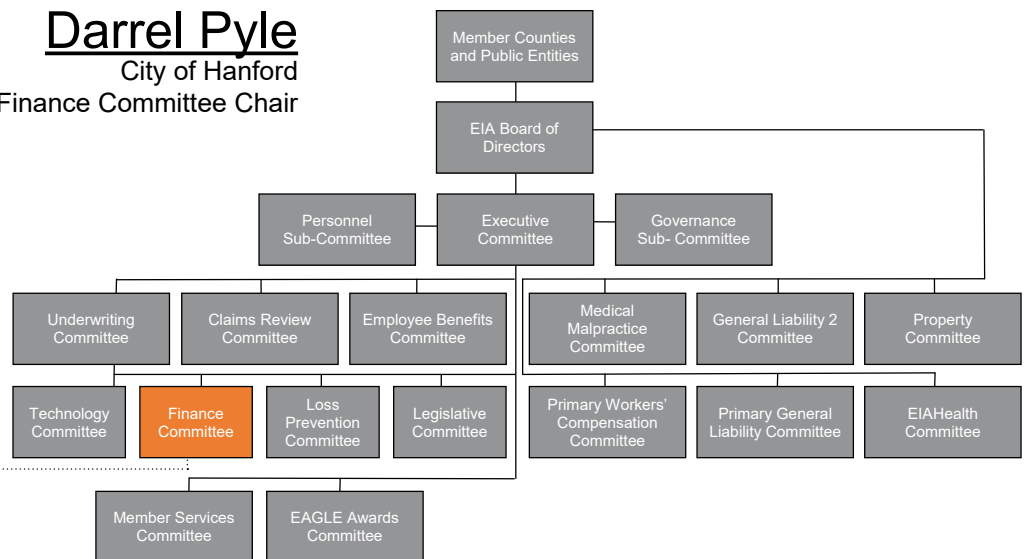 Darrel Pyle
City of Hanford
Finance Committee Chair
Member Counties
and Public Entities
EIA Board of
Directors
Personnel
Sub-Committee
Executive
Committee
Governance
Sub- Committee
Underwriting
Committee
Claims Review
Committee
Employee Benefits
Committee
Medical
Malpractice
Committee
General Liability 2
Committee
Property
Committee
Technology
Committee
Finance
Committee
Loss
Prevention
Committee
Legislative
Committee
Primary Workers'
Compensation
Committee
Primary General
Liability Committee
EIAHealth
Committee
Member Services
Committee
EAGLE Awards
Committee